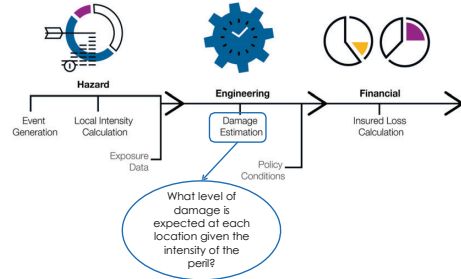 Hazard
Engineering
Financial
Event
Generation
Local Intensity
Calculation
Damage
Estimation
Insured Loss
Calculation
Exposure
Data
Policy
Conditions
What level of
damage is
expected at each
location given the
intensity of the
peril?